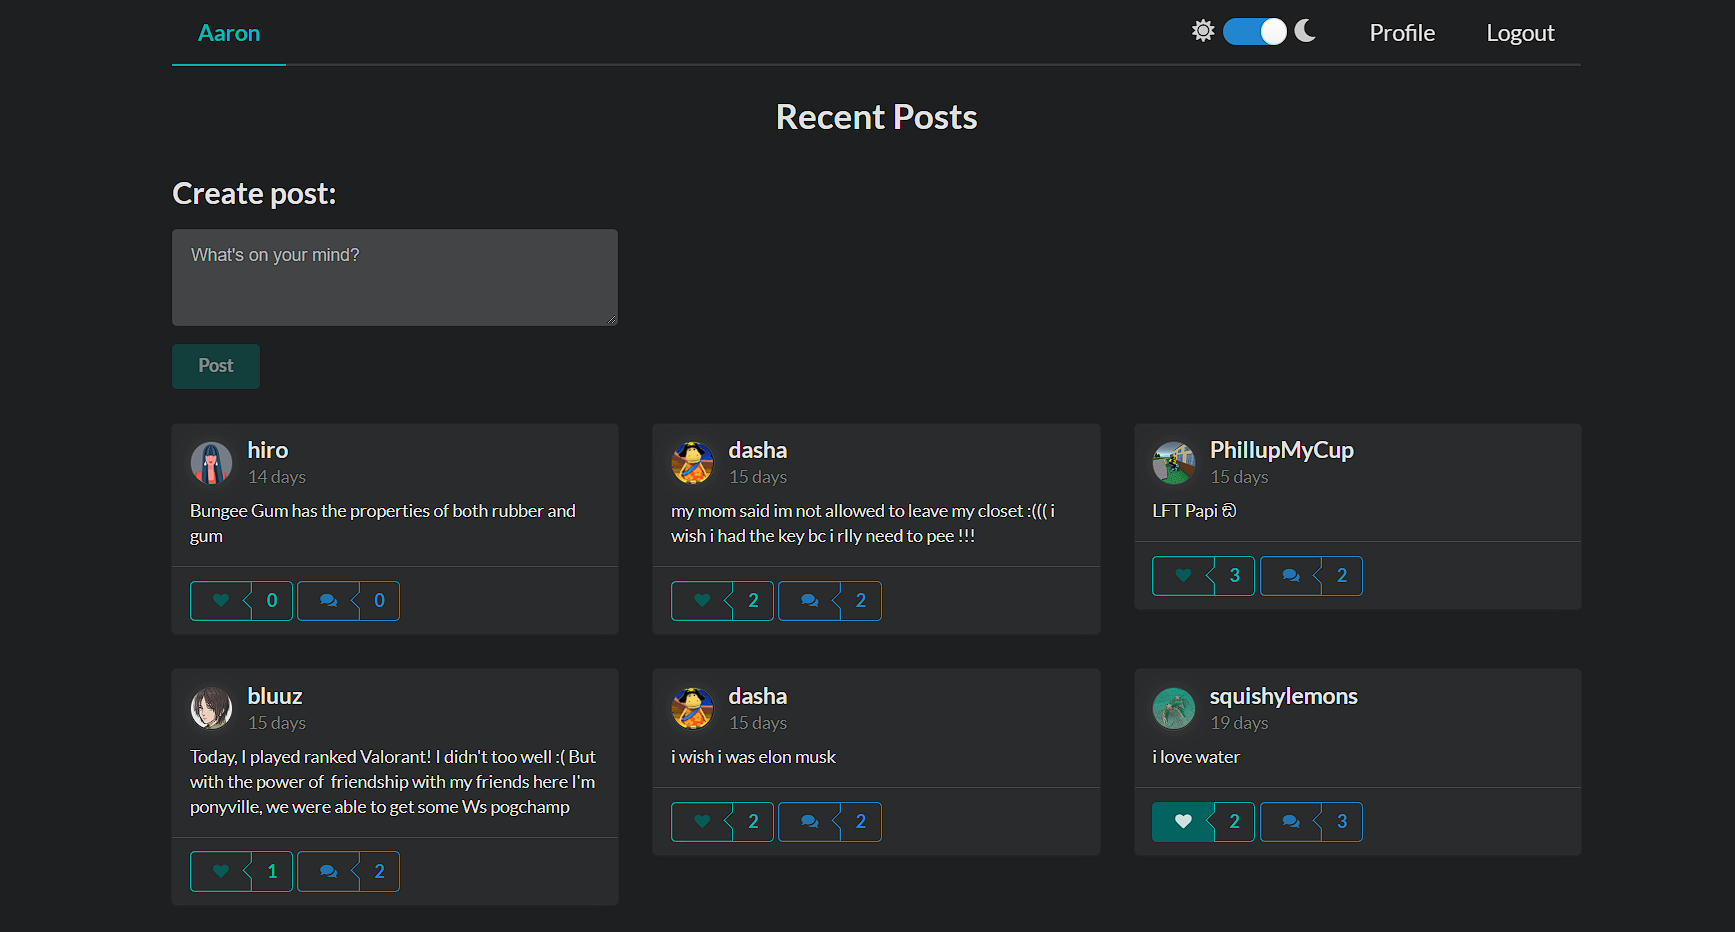 Aaron
Profile
Logout
Recent Posts
Create post:
What's on your mind?
Post
hiro
14 days
Bungee Gum has the properties of both rubber and
gum
0
0
dasha
15 days
my mom said im not allowed to leave my closet :((( i
wish i had the key bc i rlly need to pee !!!
2
2
PhillupMyCup
15 days
LFT Papi ඞ
3
2
bluuz
15 days
Today, I played ranked Valorant! I didn't too well :( But
with the power of friendship with my friends here I'm
ponyville, we were able to get some Ws pogchamp
1
2
dasha
15 days
i wish i was elon musk
2
2
squishylemons
19 days
i love water
2
3